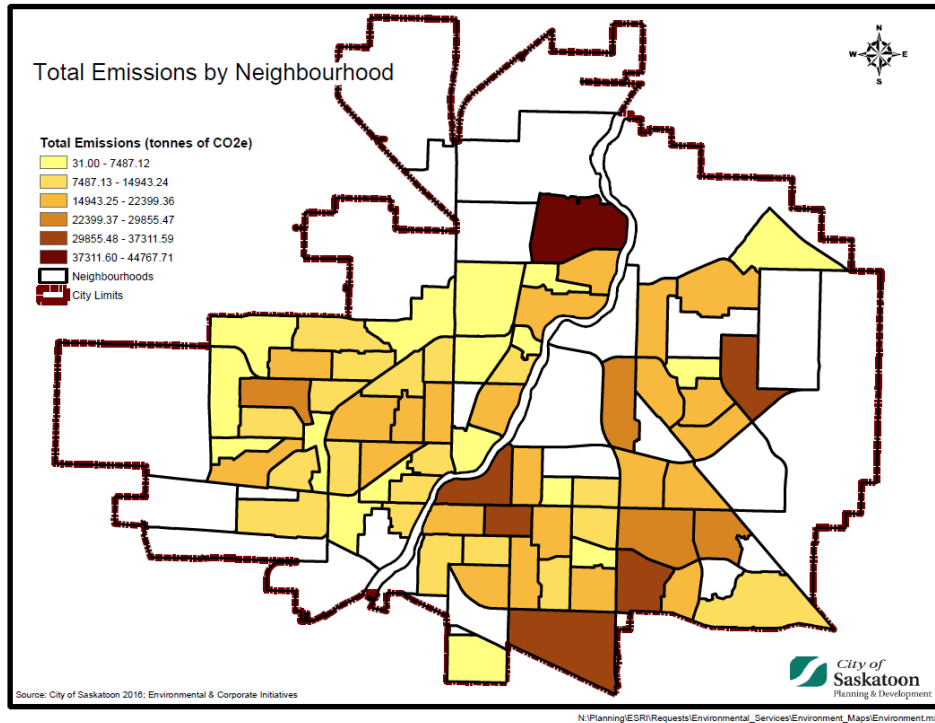 Total Emissions by Neighbourhood
N
W E
S
Total Emissions (tonnes of CO2e)
31.00 - 7487.12
7487.13 - 14943.24
14943.25 - 22399.36
22399.37 - 29855.47
29855.48 - 37311.59
37311.60 - 44767.71
Neighbourhoods
City Limits
City of
Saskatoon
Planning & Development
Source: City of Saskatoon 2016; Environmental & Corporate Initiatives
N:\Planning\ESRI\Requests\Environmental_Services\Environment_Maps\Environment.m